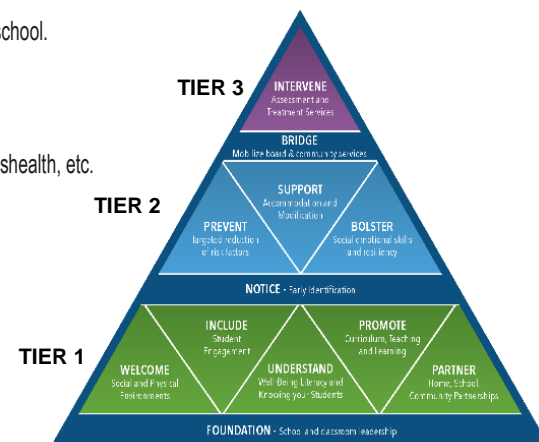 school.
TIER 3
INTERVENE
Assessment and
Treatment Services
BRIDGE
Mobilize board & community services
shealth, etc.
TIER 2
SUPPORT
Accommodation and
Modification
PREVENT
Targeted reduction
of risk factors
BOLSTER
Social emotional skills
and resiliency
NOTICE - Early Identification
TIER 1
INCLUDE
Student
Engagement
PROMOTE
Curriculum, Teaching
and Learning
WELCOME
Social and Physical
Environments
UNDERSTAND
Well-Being Literacy and
Knowing your Students
PARTNER
Home, School,
Community Partnerships
FOUNDATION - School and classroom leadership